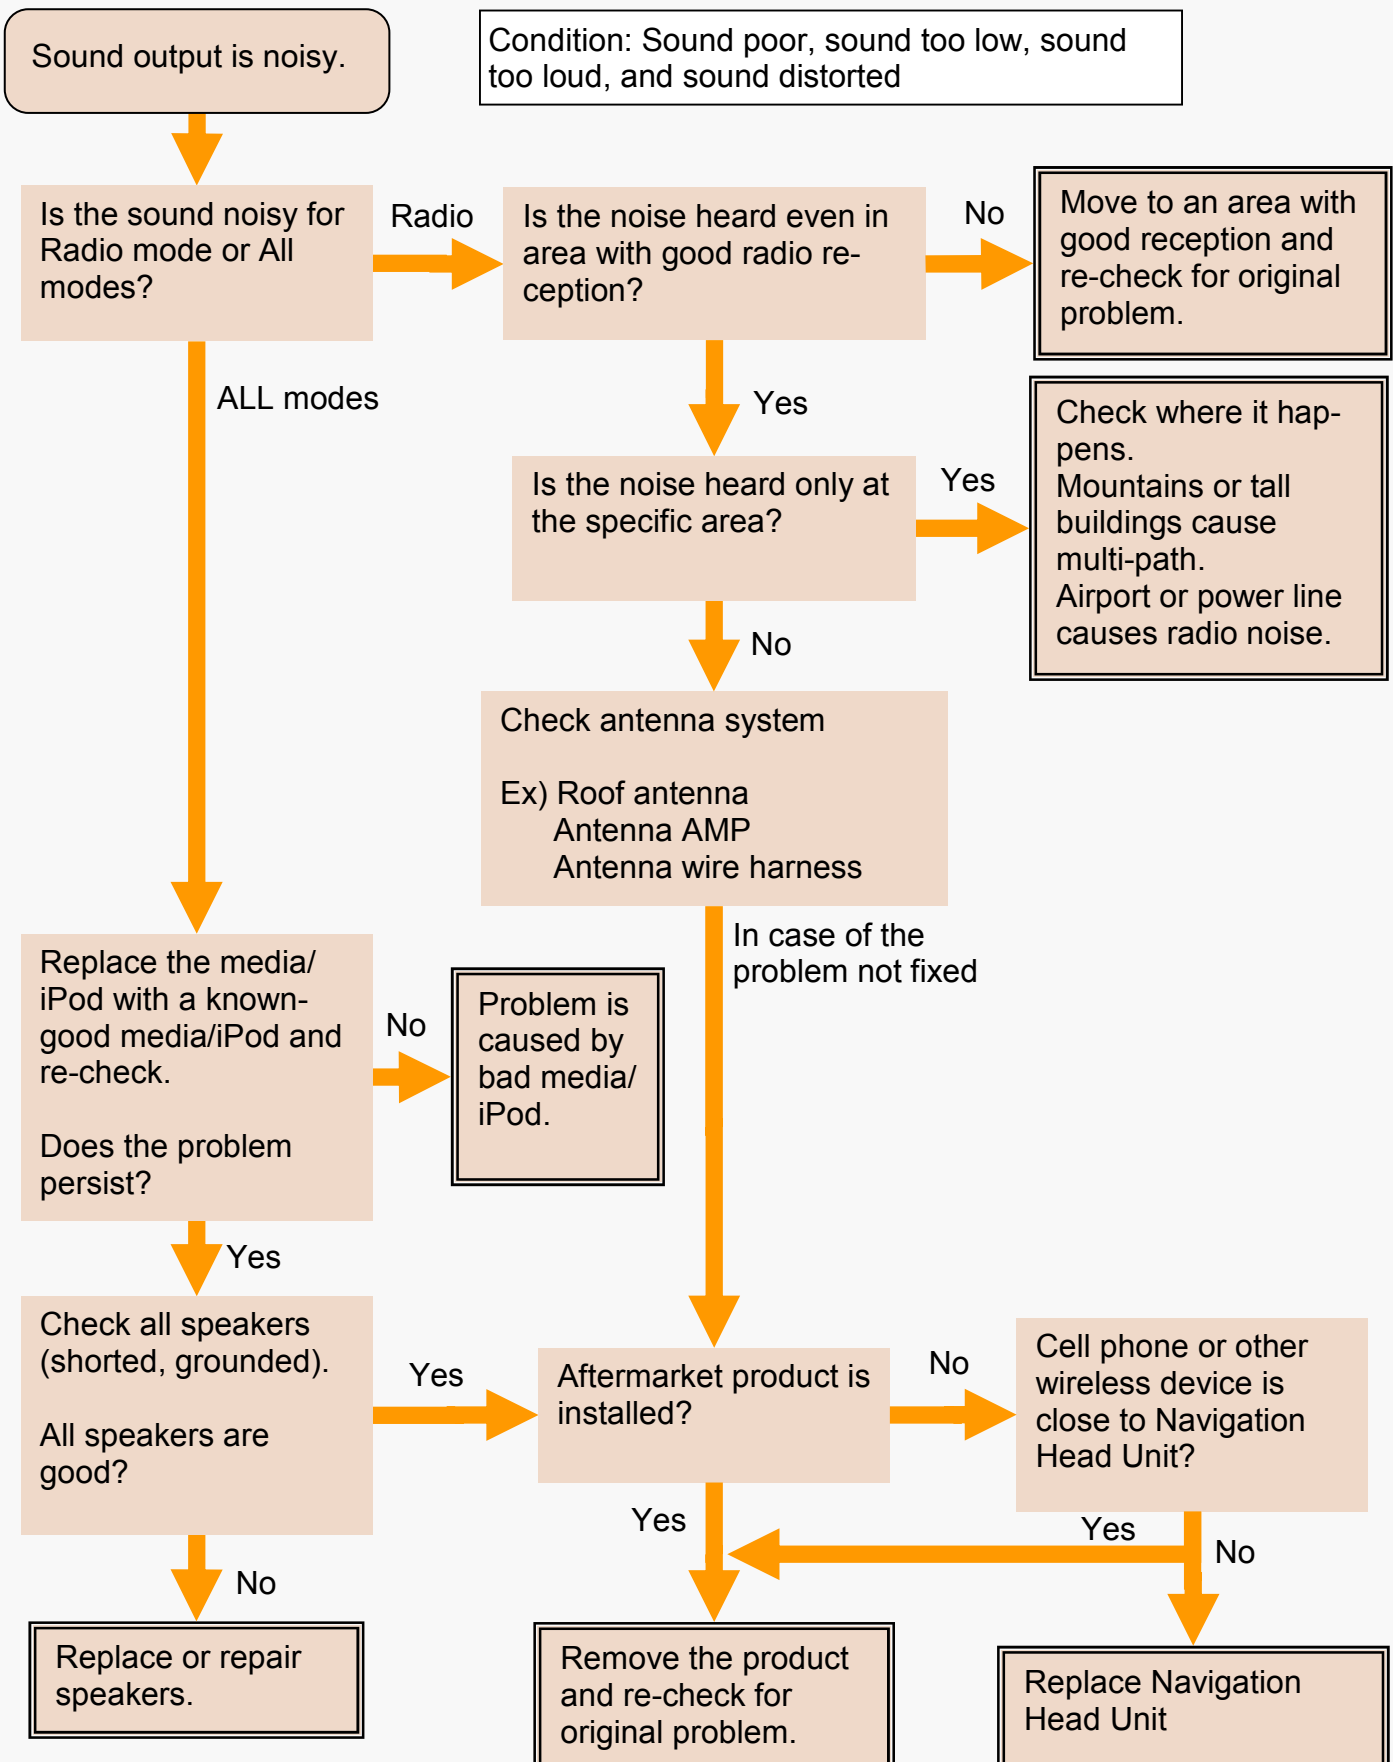 Sound output is noisy.
Condition: Sound poor, sound too low, sound
too loud, and sound distorted
Is the sound noisy for
Radio mode or All
modes?
Radio
Is the noise heard even in
area with good radio re-
ception?
No
Move to an area with
good reception and
re-check for original
problem.
ALL modes
Yes
Is the noise heard only at
the specific area?
Yes
Check where it hap-
pens.
Mountains or tall
buildings cause
multi-path.
Airport or power line
causes radio noise.
No
Check antenna system
Ex) Roof antenna
Antenna AMP
Antenna wire harness
In case of the
problem not fixed
Replace the media/
iPod with a known-
good media/iPod and
re-check.
Does the problem
persist?
No
Problem is
caused by
bad media/
iPod.
Yes
Check all speakers
(shorted, grounded).
All speakers are
good?
Yes
Aftermarket product is
installed?
No
Cell phone or other
wireless device is
close to Navigation
Head Unit?
Yes
Yes
No
No
Replace or repair
speakers.
Remove the product
and re-check for
original problem.
Replace Navigation
Head Unit